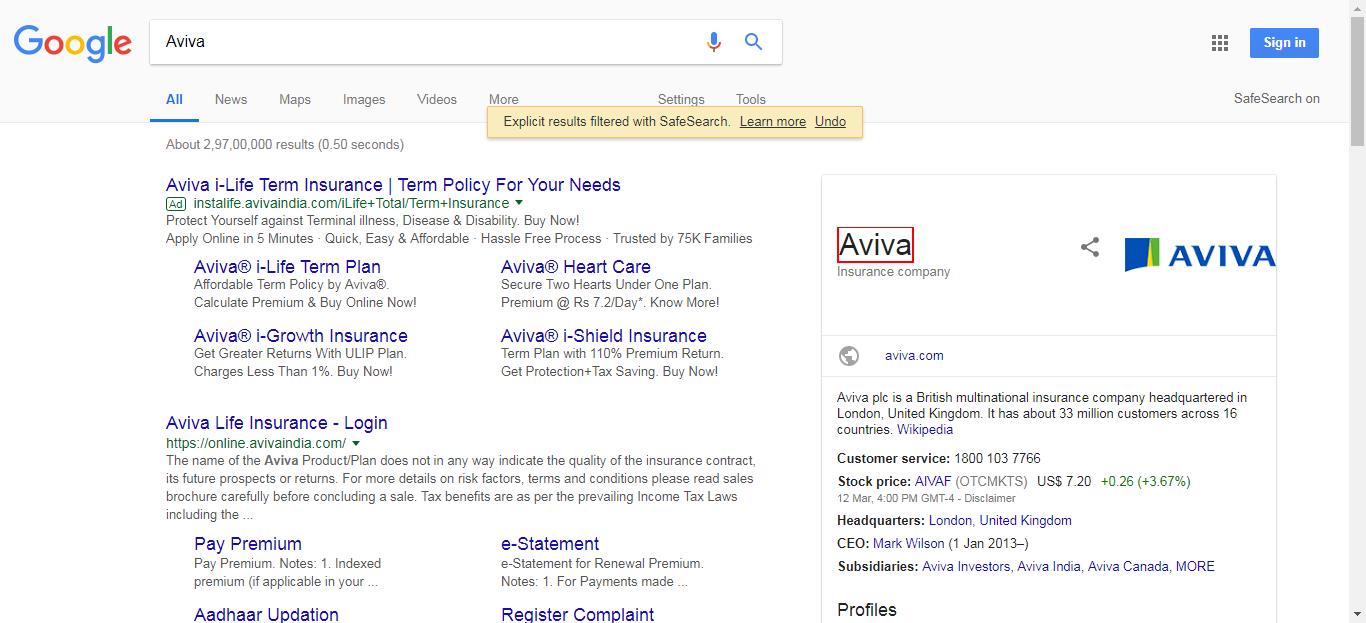 Google
Aviva
Sign in
All News Maps Images Videos More Settings Tools
SafeSearch on
Explicit results filtered with SafeSearch. Learn more Undo
About 2,97,00,000 results (0.50 seconds)
Aviva i-Life Term Insurance | Term Policy For Your Needs
Ad instalife.avivaindia.com/iLife+Total/Term+Insurance
Protect Yourself against Terminal illness, Disease & Disability. Buy Now!
Apply Online in 5 Minutes · Quick, Easy & Affordable · Hassle Free Process · Trusted by 75K Families
Aviva® i-Life Term Plan
Affordable Term Policy by Aviva®.
Calculate Premium & Buy Online Now!
Aviva® Heart Care
Secure Two Hearts Under One Plan.
Premium @ Rs 7.2/Day*. Know More!
Aviva® i-Growth Insurance
Get Greater Returns With ULIP Plan.
Charges Less Than 1%. Buy Now!
Aviva® i-Shield Insurance
Term Plan with 110% Premium Return.
Get Protection+Tax Saving. Buy Now!
Aviva Life Insurance - Login
https://online.avivaindia.com/
The name of the Aviva Product/Plan does not in any way indicate the quality of the insurance contract,
its future prospects or returns. For more details on risk factors, terms and conditions please read sales
brochure carefully before concluding a sale. Tax benefits are as per the prevailing Income Tax Laws
including the ...
Pay Premium
Pay Premium. Notes: 1. Indexed
premium (if applicable in your ...
e-Statement
e-Statement for Renewal Premium.
Notes: 1. For Payments made ...
Aadhaar Updation
Register Complaint
Aviva
Insurance company
AVIVA
aviva.com
Aviva plc is a British multinational insurance company headquartered in
London, United Kingdom. It has about 33 million customers across 16
countries. Wikipedia
Customer service: 1800 103 7766
Stock price: AIVAF (OTCMKTS) US$ 7.20 +0.26 (+3.67%)
12 Mar, 4:00 PM GMT-4 - Disclaimer
Headquarters: London, United Kingdom
CEO: Mark Wilson (1 Jan 2013–)
Subsidiaries: Aviva Investors, Aviva India, Aviva Canada, MORE
Profiles